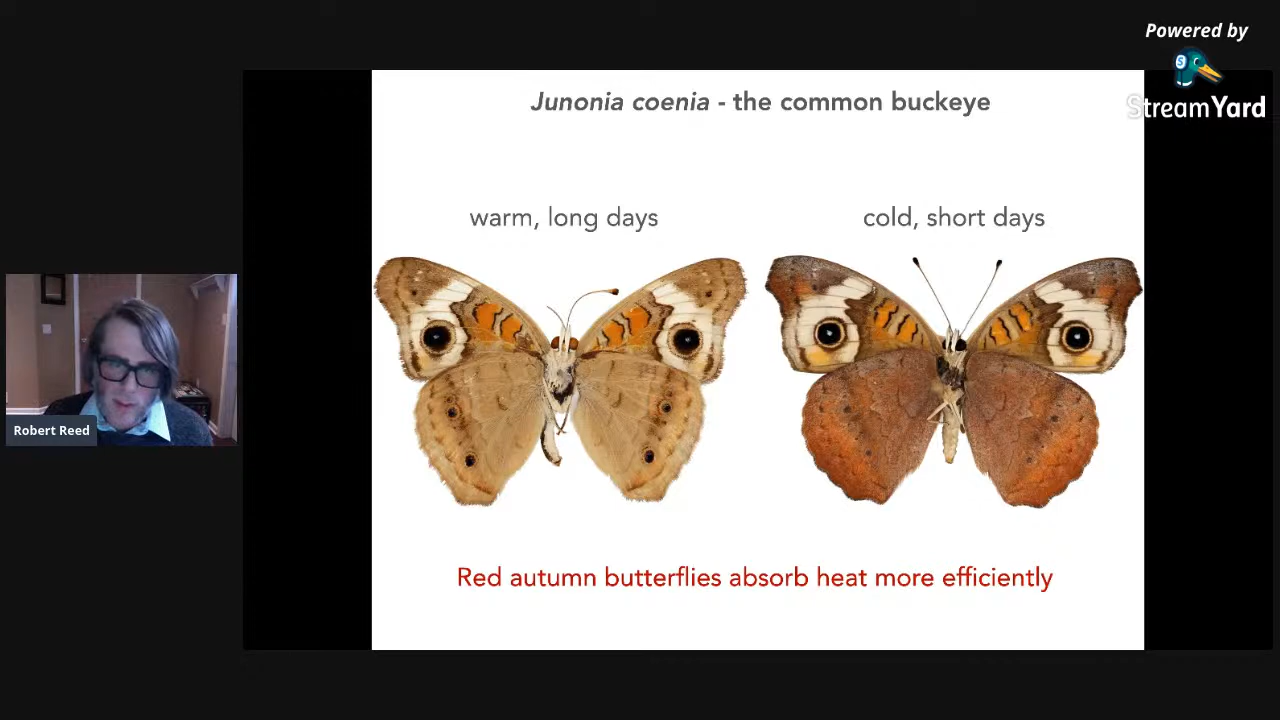 Powered by
StreamYard
Junonia coenia - the common buckeye
warm, long days
cold, short days
Robert Reed
Red autumn butterflies absorb heat more efficiently